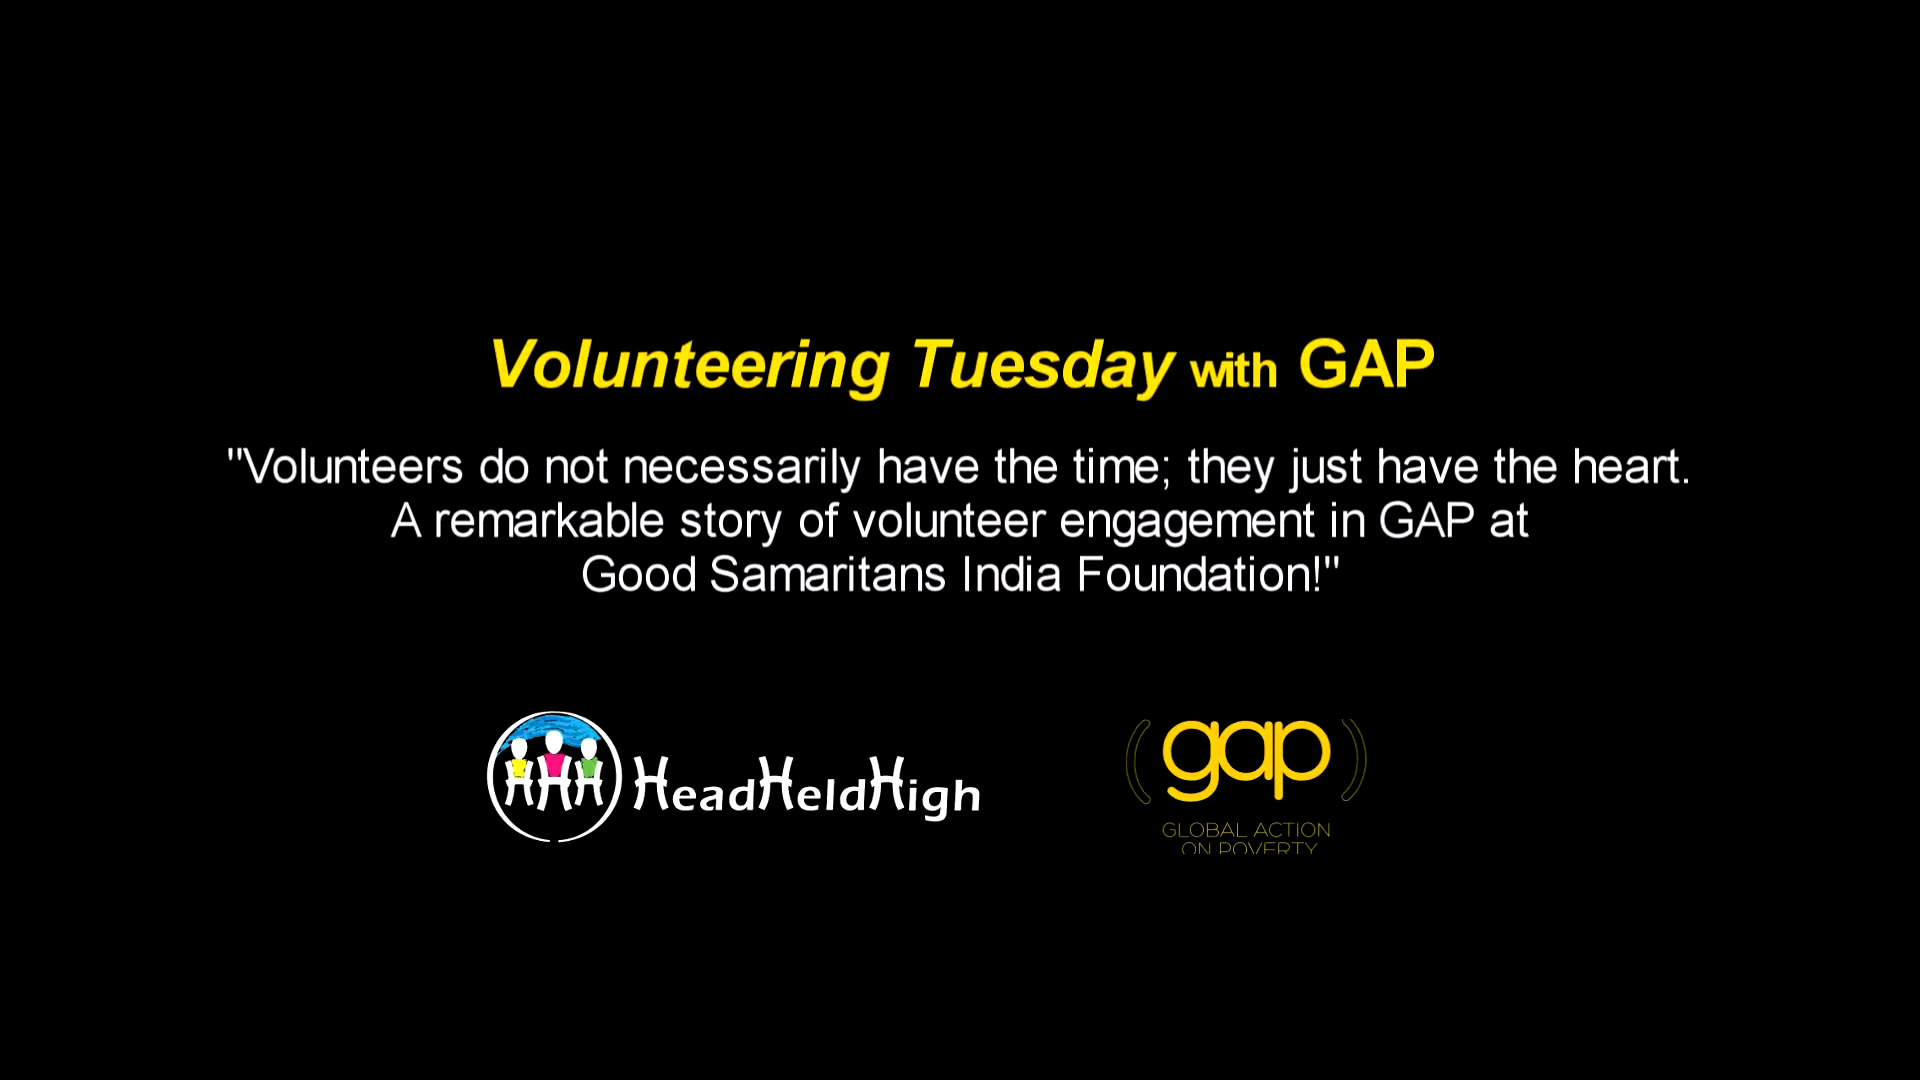 Volunteering Tuesday with GAP
"Volunteers do not necessarily have the time; they just have the heart.
A remarkable story of volunteer engagement in GAP at
Good Samaritans India Foundation!"
HeadHeldHigh
gap
GLOBAL ACTION
ON POVERTY